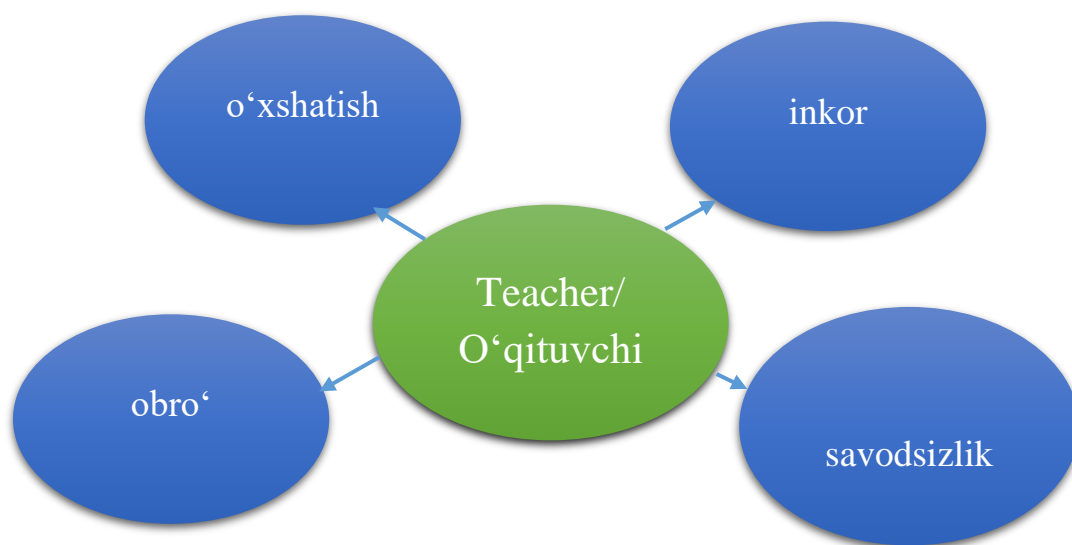 o‘xshatish
inkor
Teacher/
O‘qituvchi
obro‘
savodsizlik